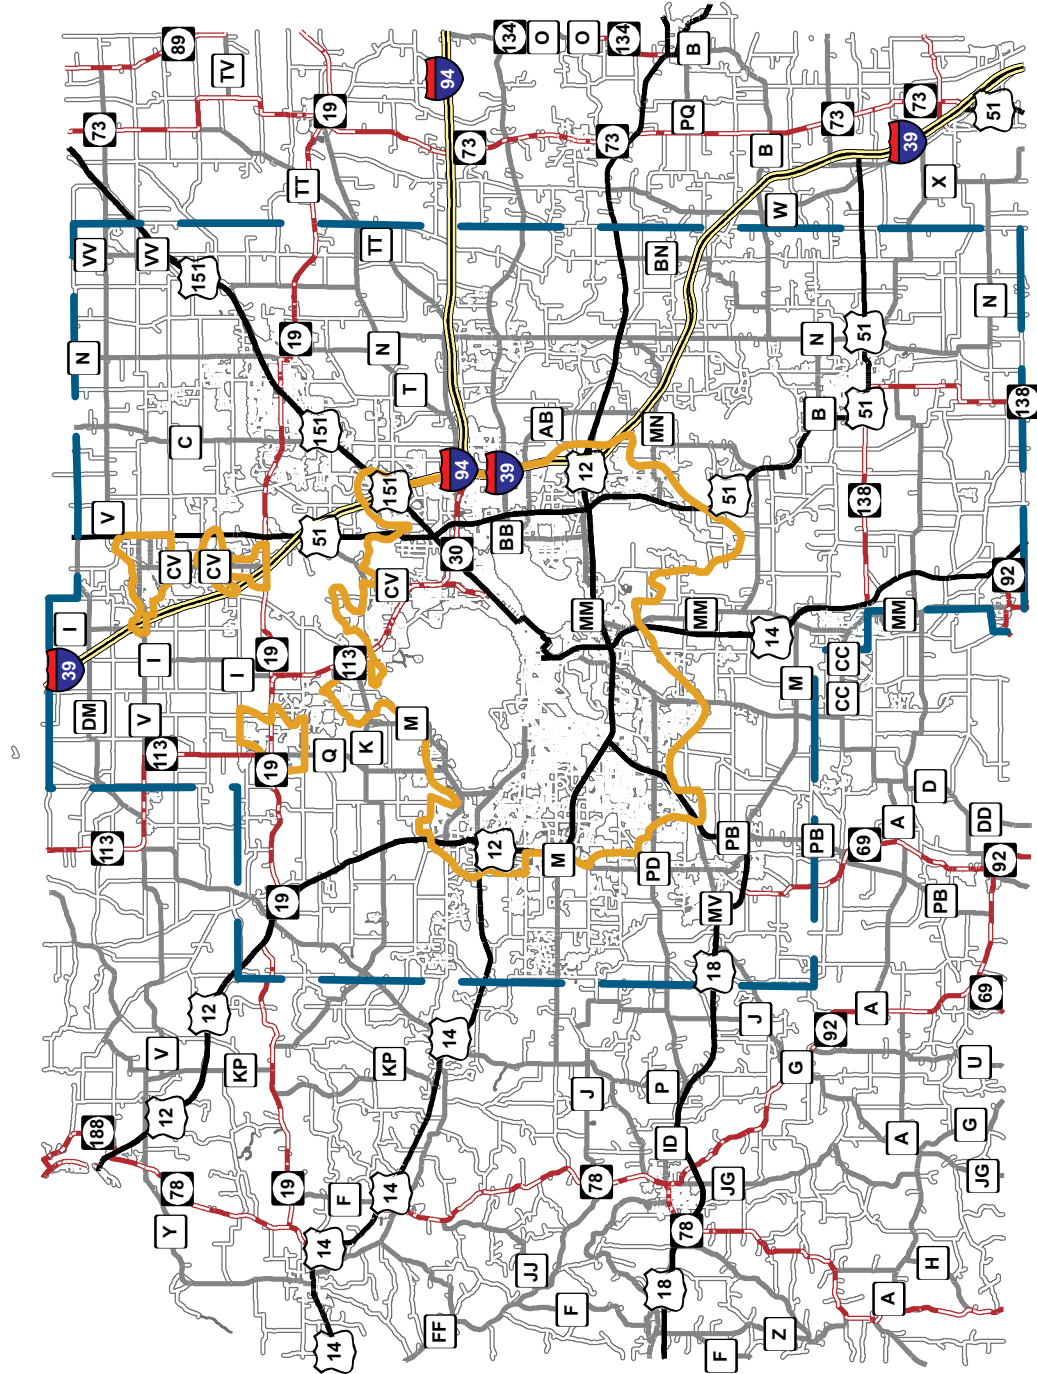 89
TV
134
O
O
134
B
94
73
19
73
73
PQ
B
73
73
51
39
X
TT
W
VV
VV
151
TT
BN
N
19
N
N
51
N
T
C
151
AB
MN
B
51
138
94
39
12
151
51
138
V
51
BB
CV
CV
30
CV
92
I
39
I
I
19
113
MM
MM
14
MM
CC
CC
M
DM
V
113
19
Q
K
M
113
12
M
PD
PB
PB
69
A
D
DD
92
PB
19
MV
18
12
14
J
92
A
69
V
KP
KP
J
P
G
U
188
12
ID
A
G
78
19
F
14
78
JG
JG
Y
14
78
JJ
18
H
A
14
FF
F
Z
F